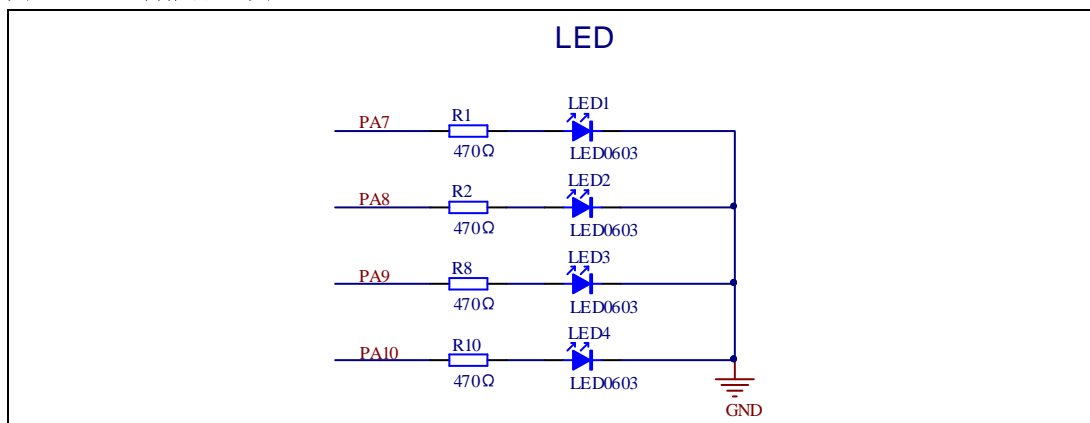 LED
LED1
PA7
R1
470Ω
LED0603
LED2
PA8
R2
470Ω
LED0603
LED3
PA9
R8
470Ω
LED0603
LED4
PA10
R10
470Ω
LED0603
GND